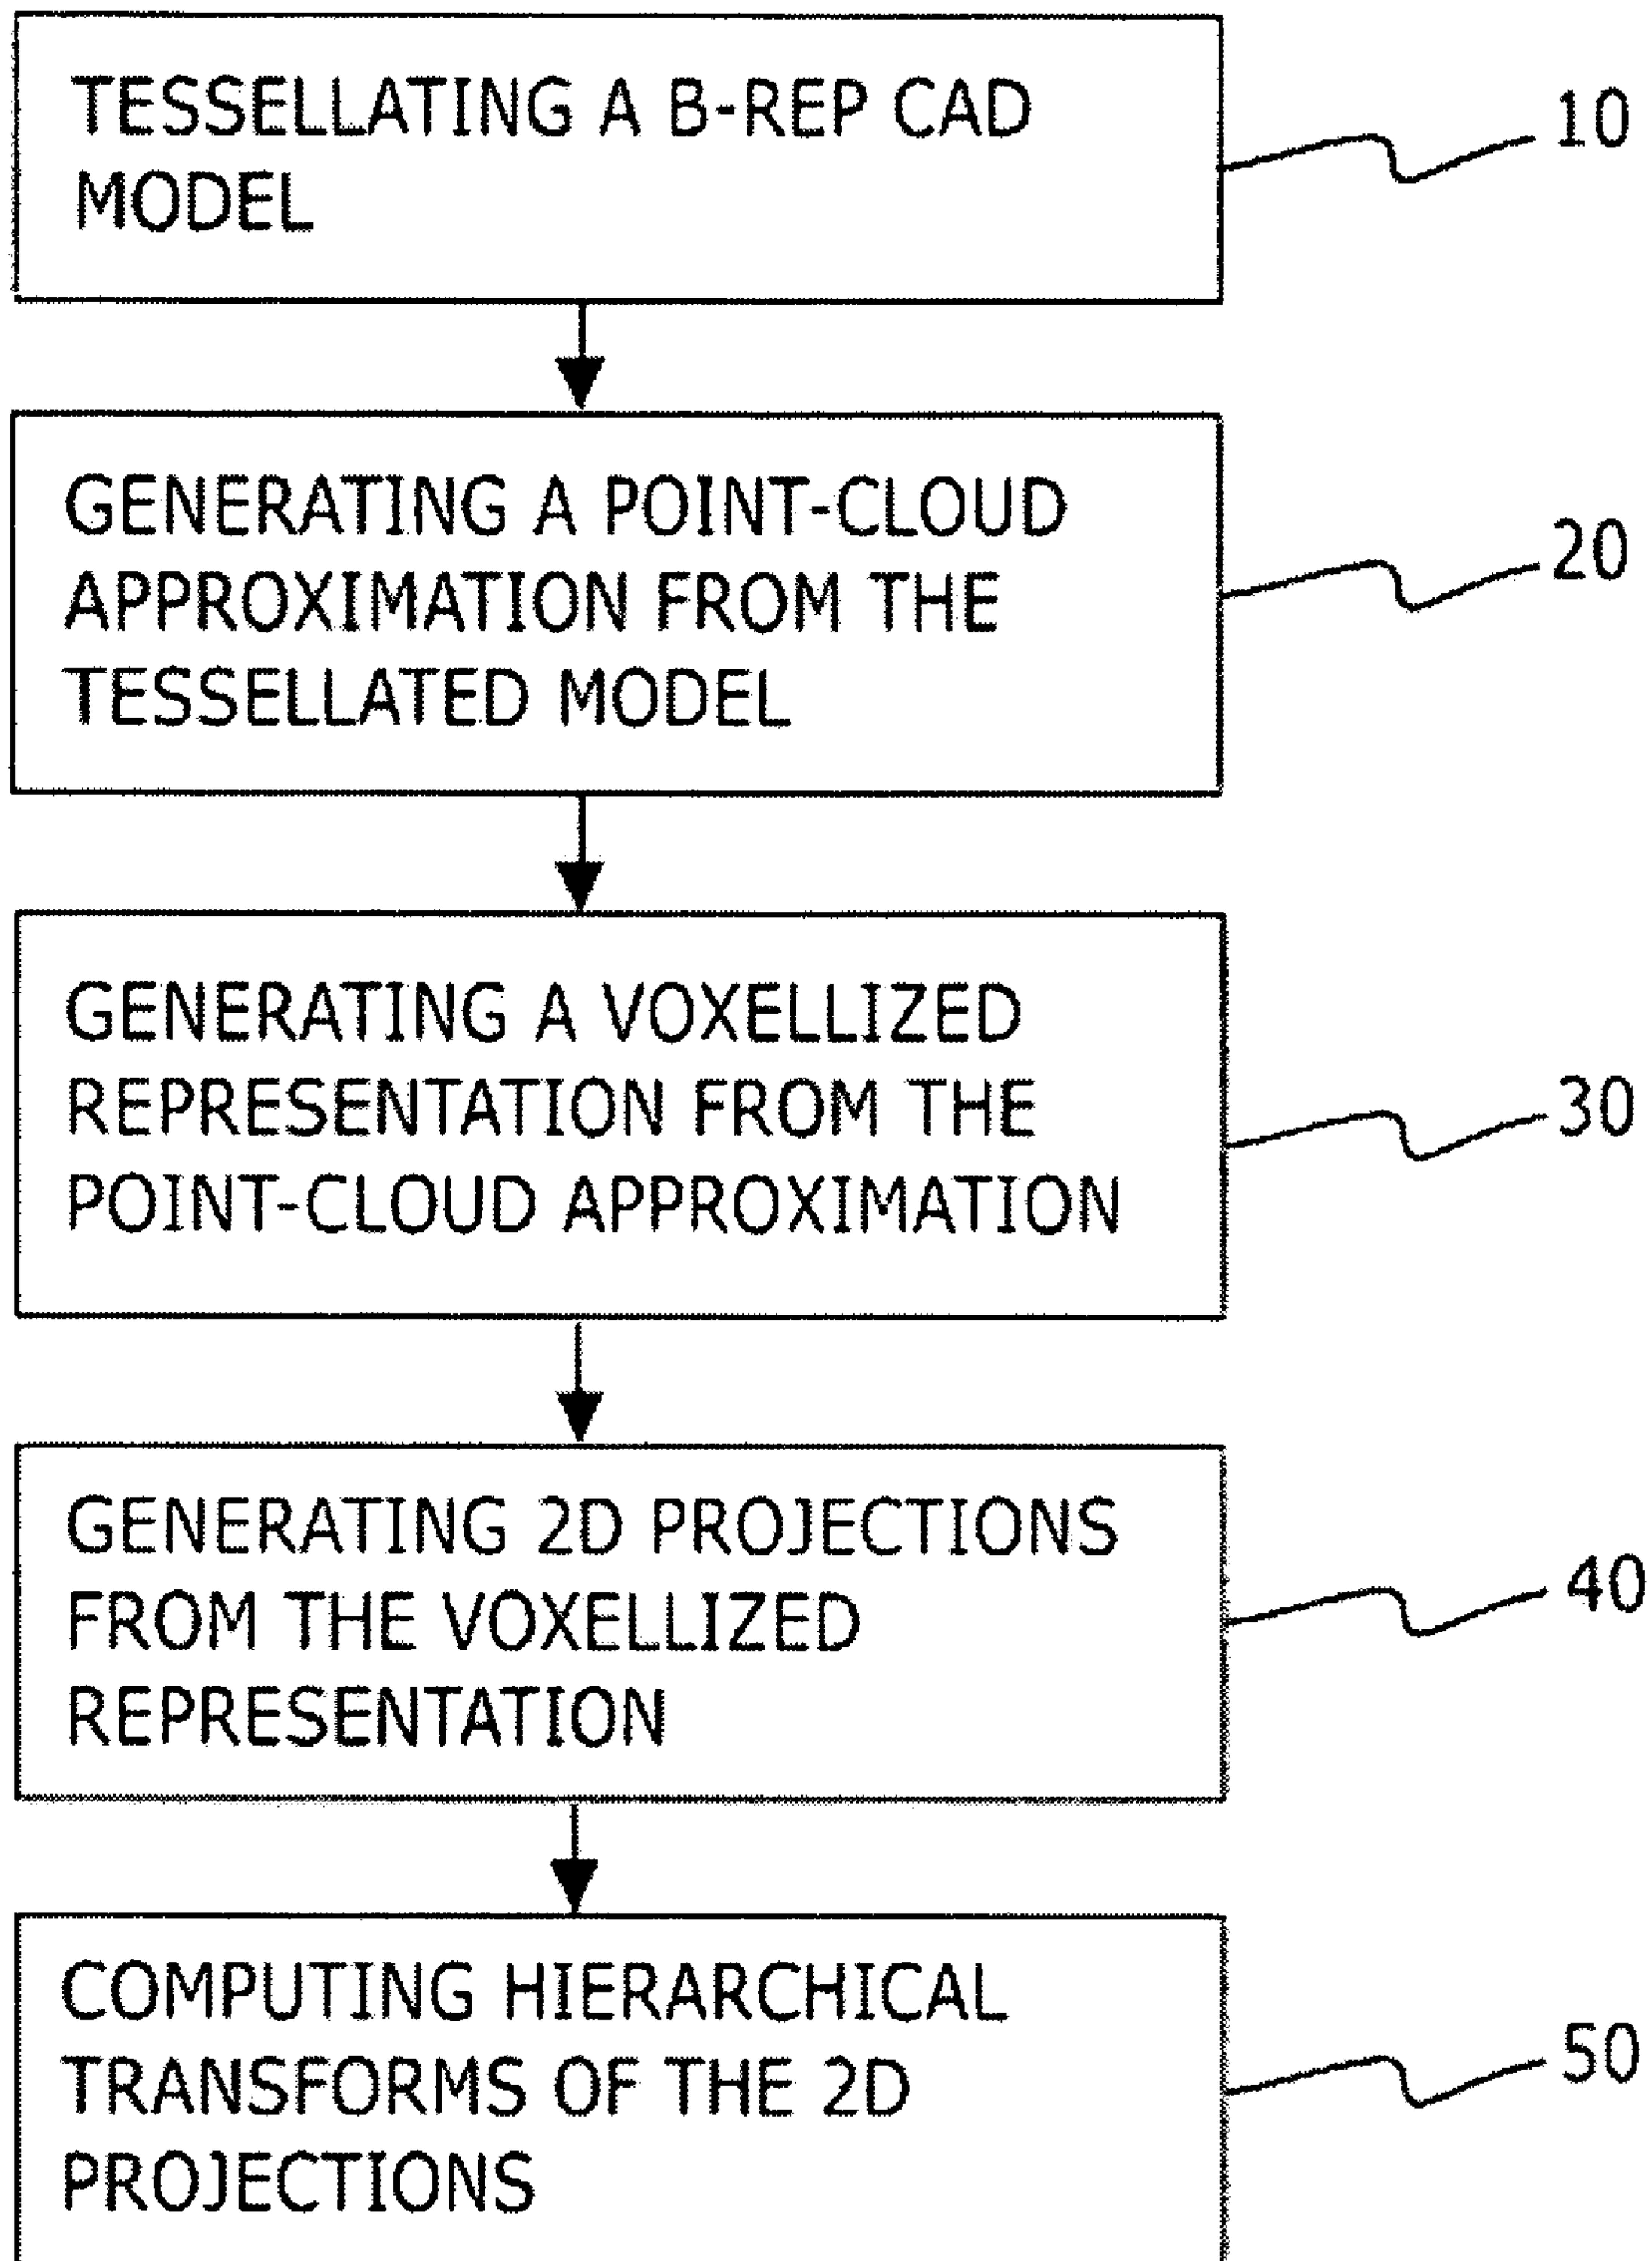 TESSELLATING A B-REP CAD
MODEL
10
GENERATING A POINT-CLOUD
APPROXIMATION FROM THE
TESSELLATED MODEL
20
GENERATING A VOXELLIZED
REPRESENTATION FROM THE
POINT-CLOUD APPROXIMATION
30
GENERATING 2D PROJECTIONS
FROM THE VOXELLIZED
REPRESENTATION
40
COMPUTING HIERARCHICAL
TRANSFORMS OF THE 2D
PROJECTIONS
50